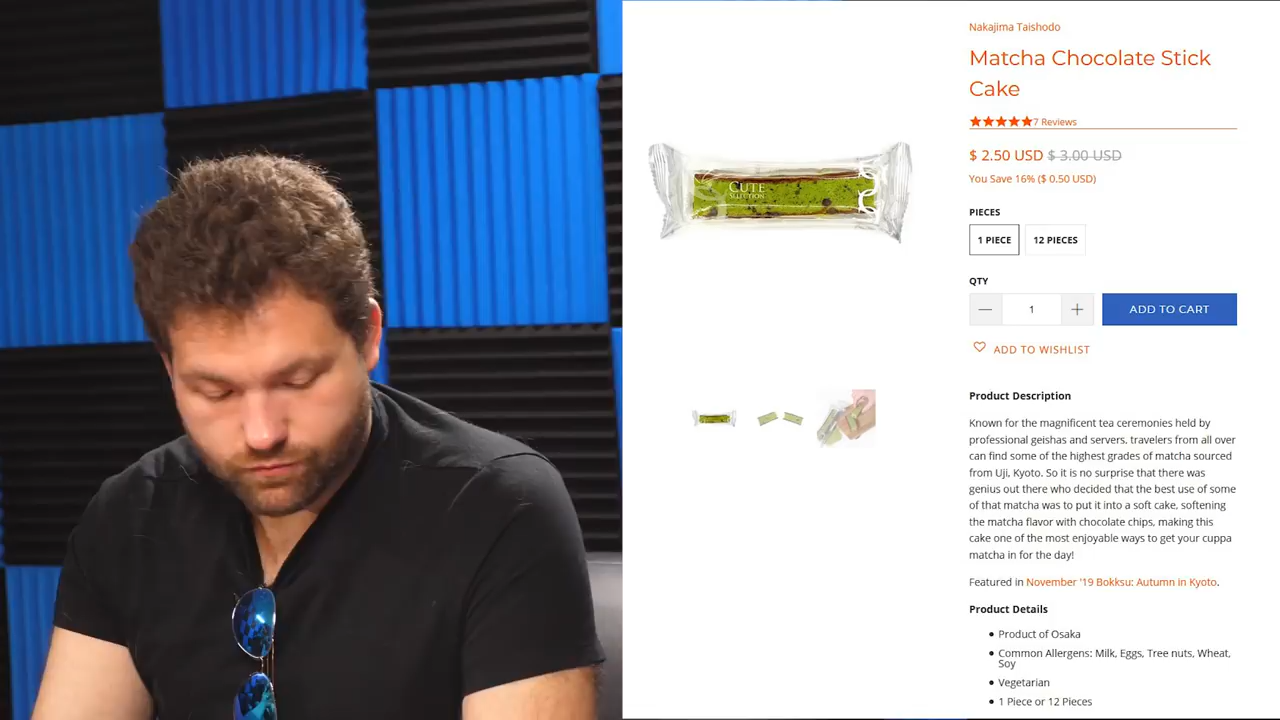 Nakajima Taishodo
Matcha Chocolate Stick
Cake
7 Reviews
$ 2.50 USD $ 3.00 USD
You Save 16% ($ 0.50 USD)
PIECES
1 PIECE
12 PIECES
QTY
1
ADD TO CART
ADD TO WISHLIST
CUTE
SELECTION
Product Description
Known for the magnificent tea ceremonies held by
professional geishas and servers, travelers from all over
can find some of the highest grades of matcha sourced
from Uji, Kyoto. So it is no surprise that there was
genius out there who decided that the best use of some
of that matcha was to put it into a soft cake, softening
the matcha flavor with chocolate chips, making this
cake one of the most enjoyable ways to get your cuppa
matcha in for the day!
Featured in November '19 Bokksu: Autumn in Kyoto.
Product Details
Product of Osaka
Common Allergens: Milk, Eggs, Tree nuts, Wheat,
Soy
Vegetarian
1 Piece or 12 Pieces